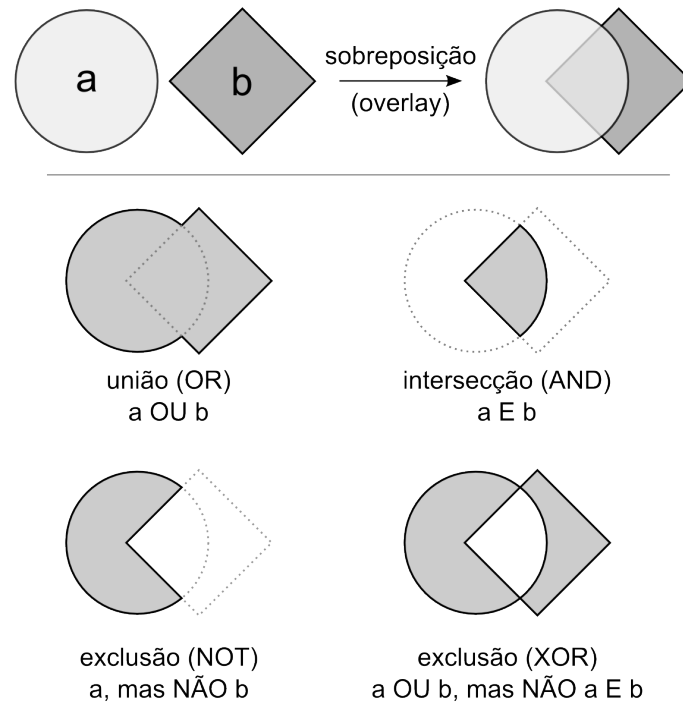 a
b
sobreposição
(overlay)
união (OR)
a OU b
intersecção (AND)
a E b
exclusão (NOT)
a, mas NÃO b
exclusão (XOR)
a OU b, mas NÃO a E b